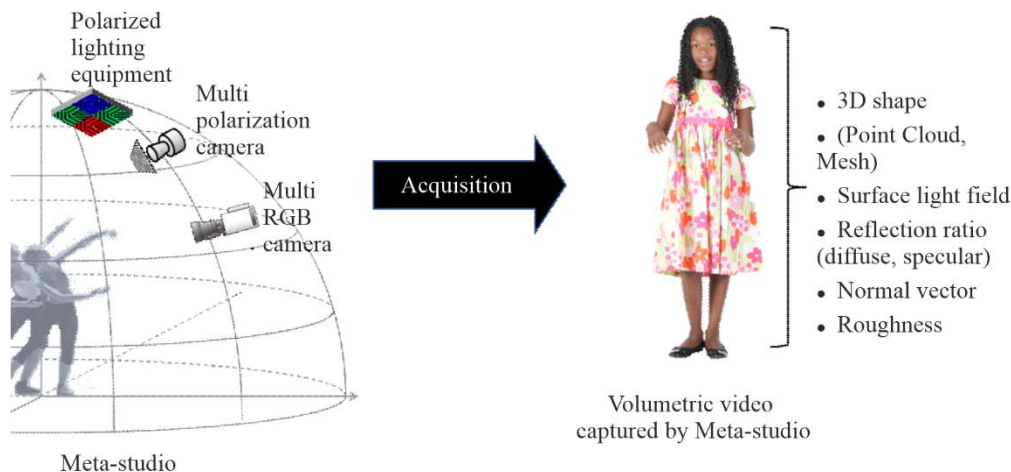 Polarized
lighting
equipment
Multi
polarization
camera
Multi
RGB
camera
Meta-studio
Acquisition
Volumetric video
captured by Meta-studio
• 3D shape
• (Point Cloud,
Mesh)
• Surface light field
• Reflection ratio
(diffuse, specular)
• Normal vector
• Roughness